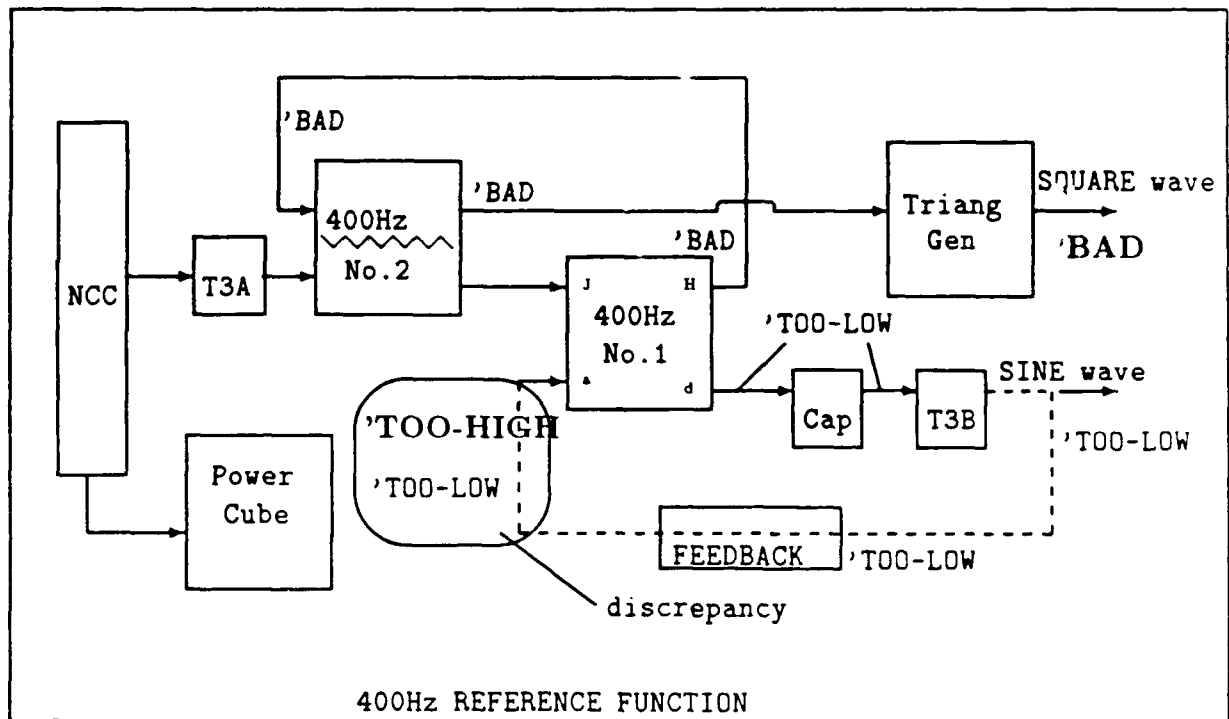 'BAD
'BAD
SQUARE wave
400Hz
No.2
Triang
Gen
'BAD
'BAD
NCC
T3A
J
H
400Hz
No.1
'TOO-LOW
a
d
SINE wave
Cap
T3B
'TOO-HIGH
'TOO-LOW
'TOO-LOW
Power
Cube
FEEDBACK
'TOO-LOW
discrepancy
400Hz REFERENCE FUNCTION